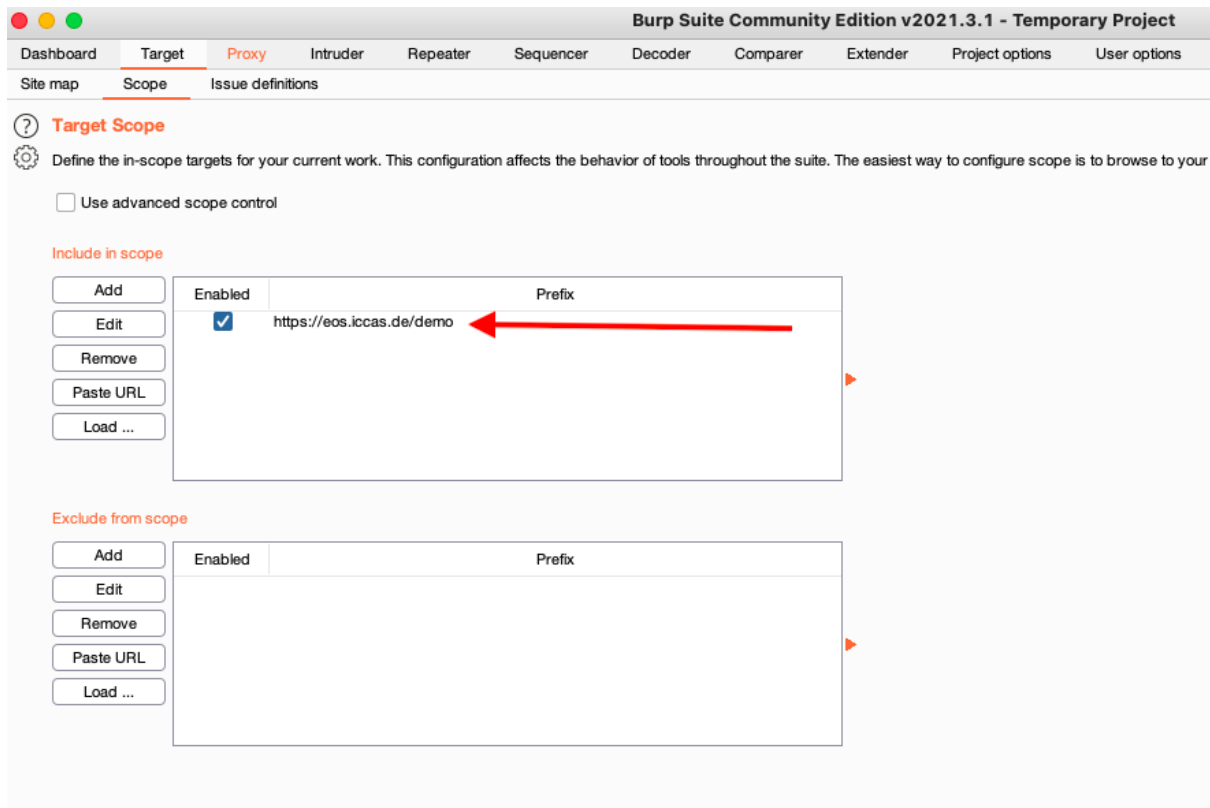 Burp Suite Community Edition v2021.3.1 - Temporary Project
Dashboard Target Proxy Intruder Repeater Sequencer Decoder Comparer Extender Project options User options
Site map Scope Issue definitions
? Target Scope
Define the in-scope targets for your current work. This configuration affects the behavior of tools throughout the suite. The easiest way to configure scope is to browse to your
Use advanced scope control
Include in scope
Add Enabled Prefix
Edit https://eos.iccas.de/demo
Remove
Paste URL
Load ...
Exclude from scope
Add Enabled Prefix
Edit
Remove
Paste URL
Load ...